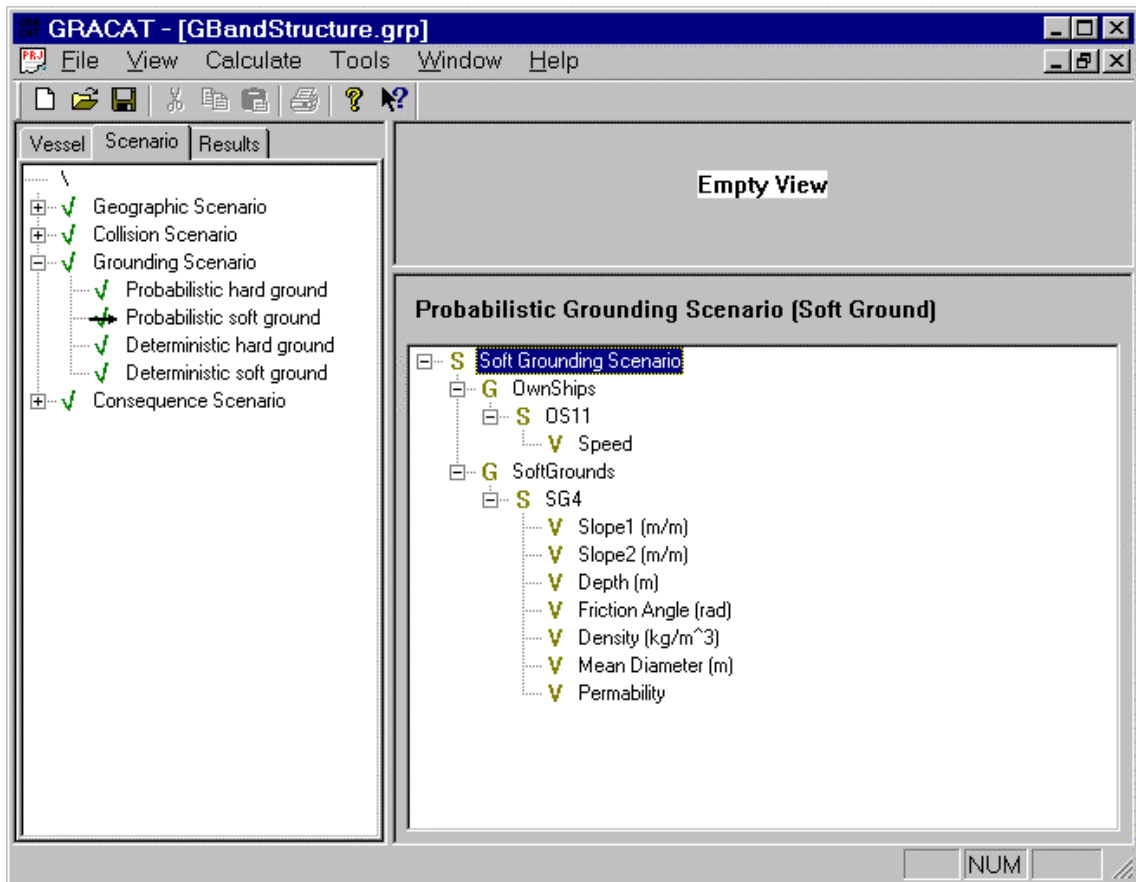 GRACAT - [GBandStructure.grp]
PRJ File View Calculate Tools Window Help
Vessel Scenario Results
\
Geographic Scenario
Collision Scenario
Grounding Scenario
Probabilistic hard ground
Probabilistic soft ground
Deterministic hard ground
Deterministic soft ground
Consequence Scenario
Empty View
Probabilistic Grounding Scenario (Soft Ground)
S Soft Grounding Scenario
G OwnShips
S OS11
V Speed
G SoftGrounds
S SG4
V Slope1 (m/m)
V Slope2 (m/m)
V Depth (m)
V Friction Angle (rad)
V Density (kg/m^3)
V Mean Diameter (m)
V Permability
NUM